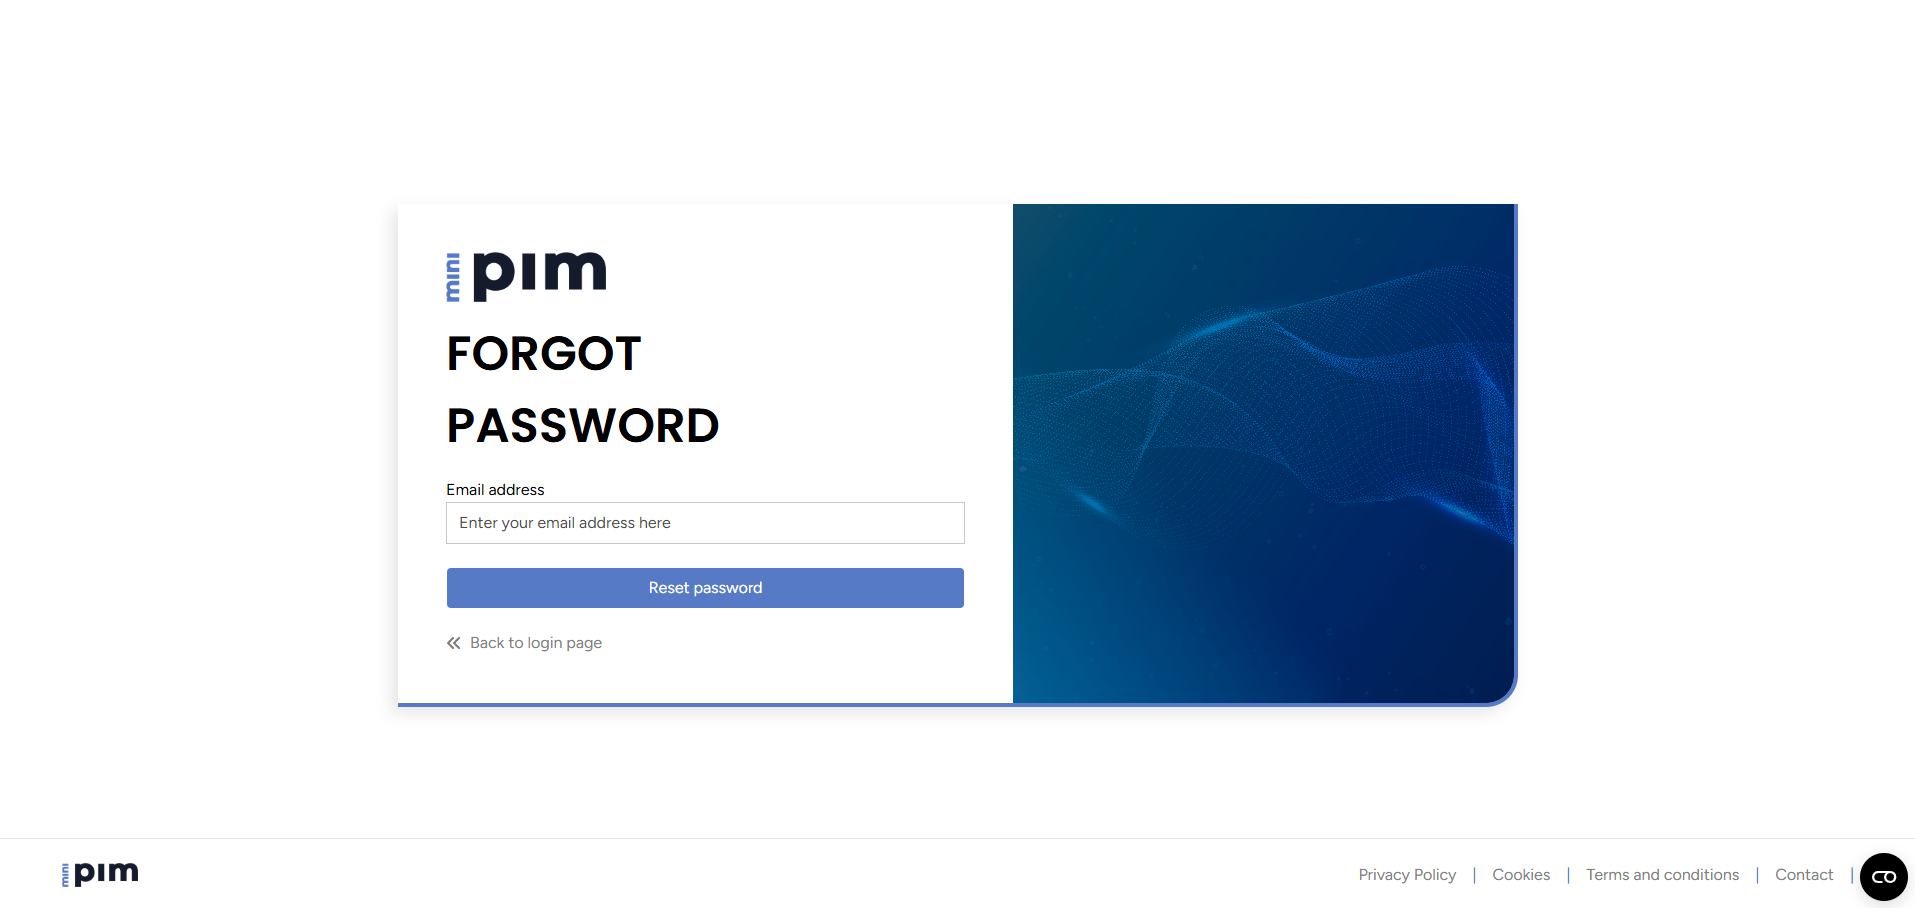 mini pim
FORGOT
PASSWORD
Email address
Enter your email address here
Reset password
Back to login page
mini pim
Privacy Policy | Cookies | Terms and conditions | Contact |